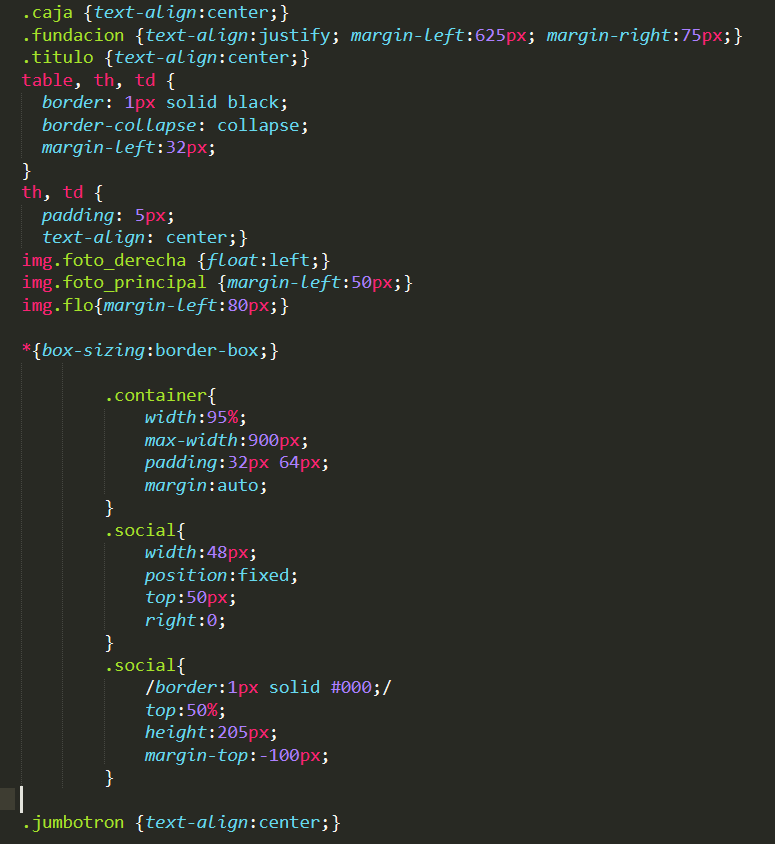 .caja {text-align:center;}
.fundacion {text-align:justify; margin-left:625px; margin-right:75px;}
.titulo {text-align:center;}
table, th, td {
  border: 1px solid black;
  border-collapse: collapse;
  margin-left:32px;
}
th, td {
  padding: 5px;
  text-align: center;}
img.foto_derecha {float:left;}
img.foto_principal {margin-left:50px;}
img.flo{margin-left:80px;}

*{box-sizing:border-box;}

        .container{
            width:95%;
            max-width:900px;
            padding:32px 64px;
            margin:auto;
        }
        .social{
            width:48px;
            position:fixed;
            top:50px;
            right:0;
        }
        .social{
            /border:1px solid #000;/
            top:50%;
            height:205px;
            margin-top:-100px;
        }

.jumbotron {text-align:center;}